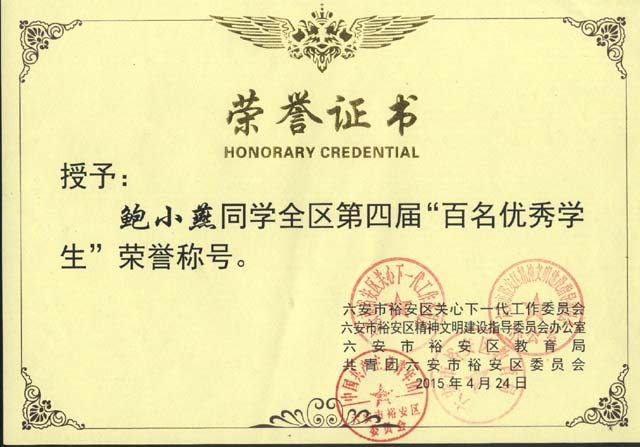 荣誉证书
HONORARY CREDENTIAL
授予：
鲍小燕同学全区第四届“百名优秀学
生”荣誉称号。
六安市裕安区关心下一代工作委员会
六安市裕安区精神文明建设指导委员会办公室
六安市裕安区教育局
共青团六安市裕安区委员会
2015年4月24日